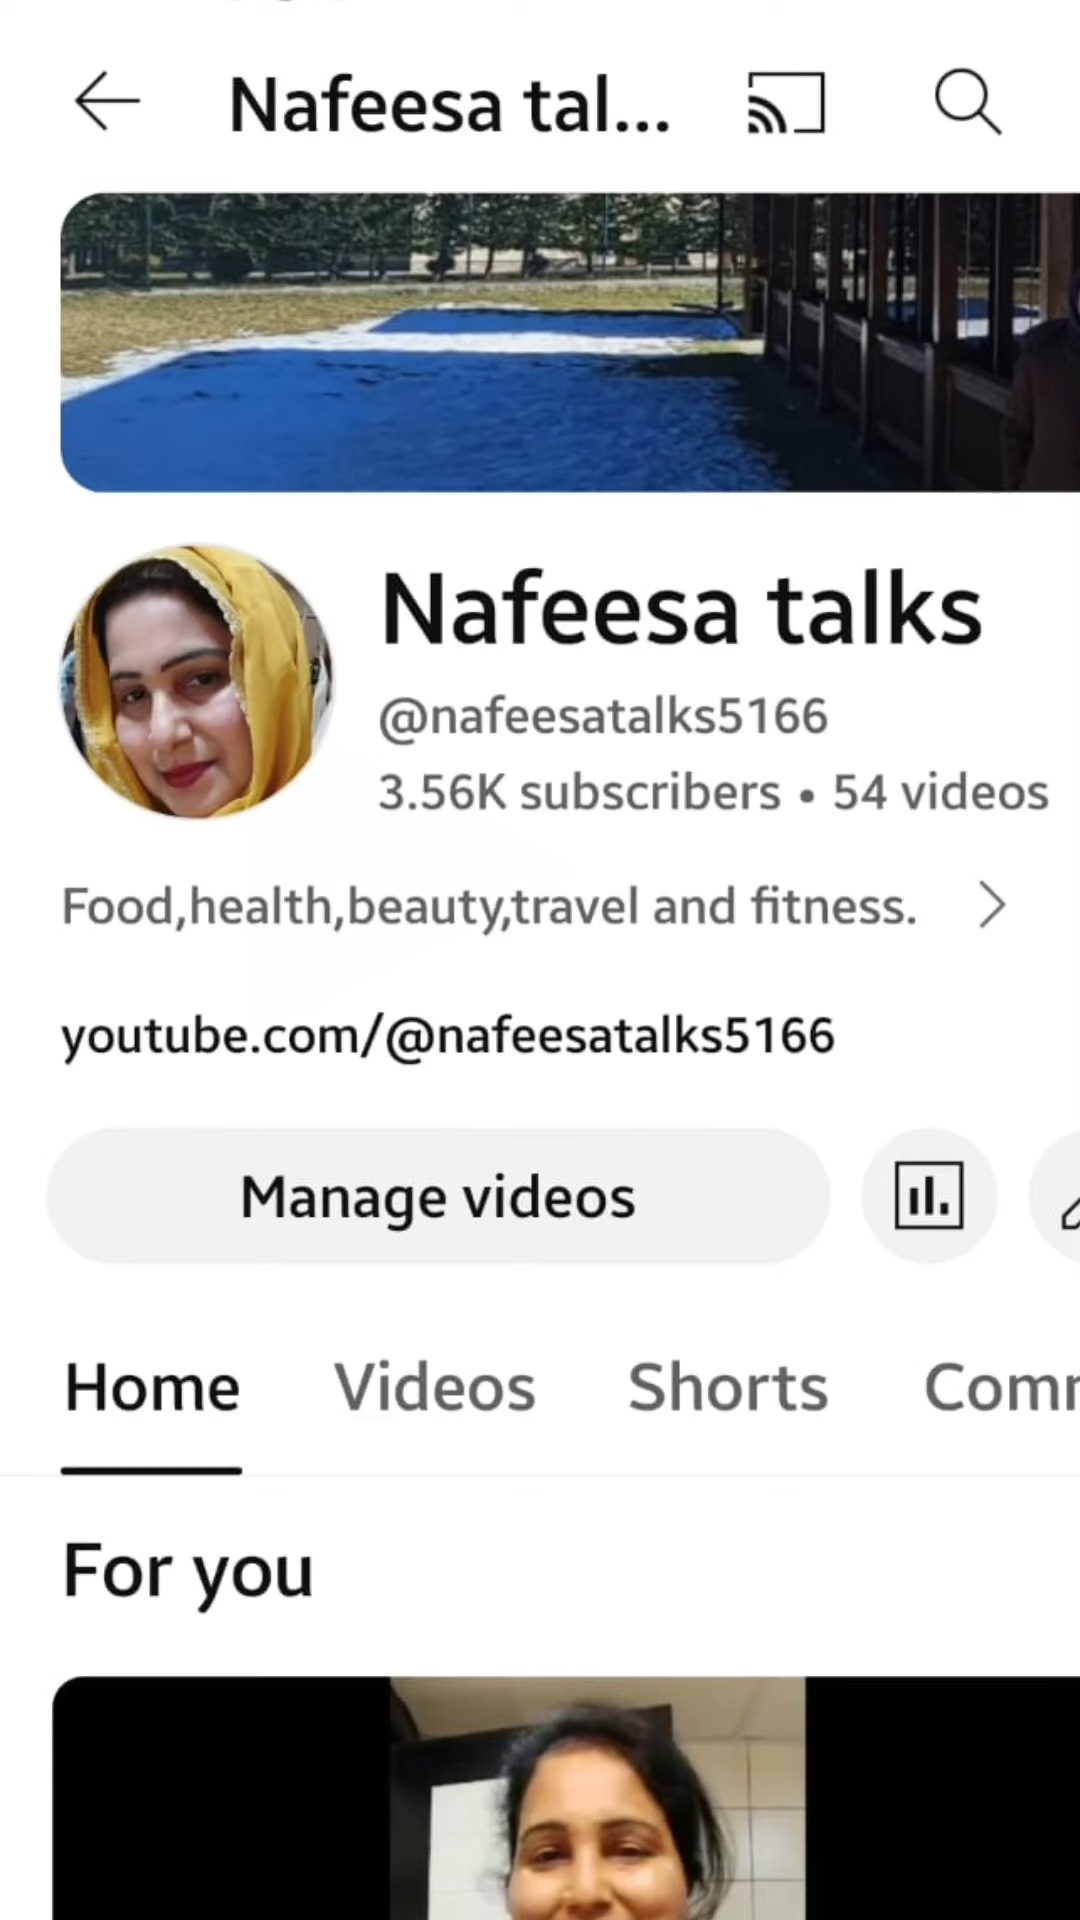 Nafeesa tal...
Nafeesa talks
@nafeesatalks5166
3.56K subscribers • 54 videos
Food,health,beauty,travel and fitness.
youtube.com/@nafeesatalks5166
Manage videos
Home Videos Shorts
For you